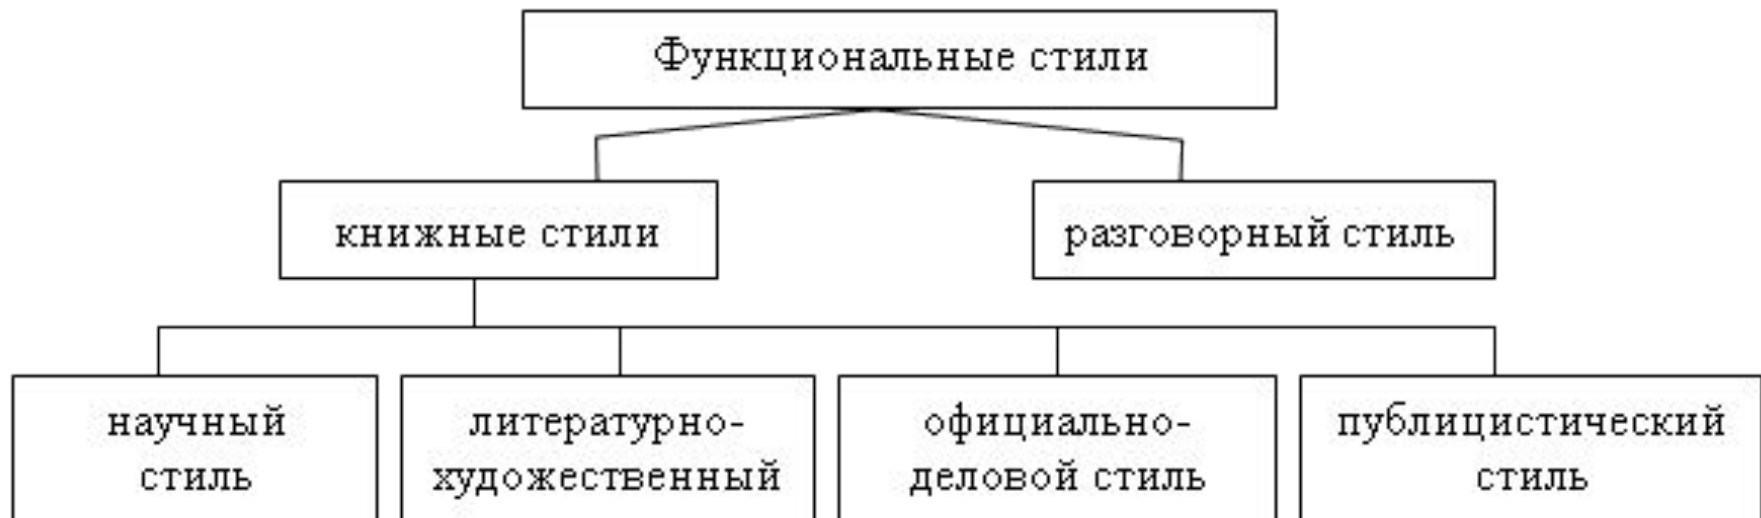 Функциональные стили
книжные стили
разговорный стиль
научный
стиль
литературно-
художественный
официально-
деловой стиль
публицистический
стиль